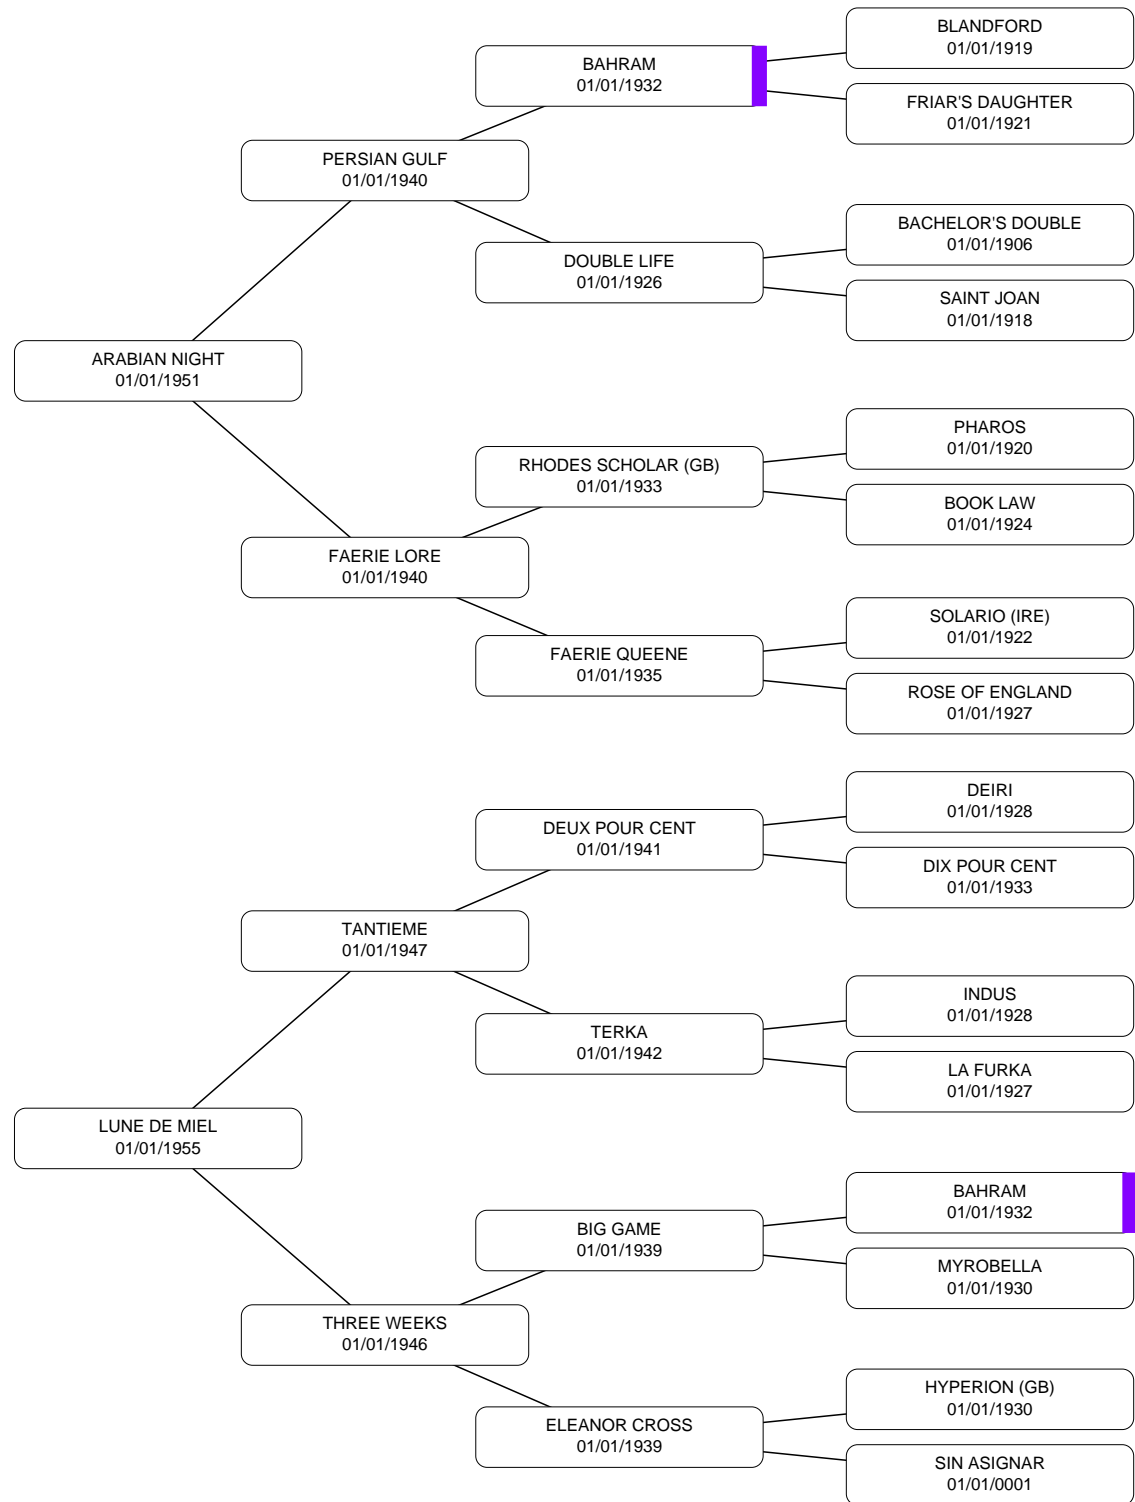 BLANDFORD
01/01/1919
BAHRAM
01/01/1932
FRIAR'S DAUGHTER
01/01/1921
PERSIAN GULF
01/01/1940
BACHELOR'S DOUBLE
01/01/1906
DOUBLE LIFE
01/01/1926
SAINT JOAN
01/01/1918
ARABIAN NIGHT
01/01/1951
PHAROS
01/01/1920
RHODES SCHOLAR (GB)
01/01/1933
BOOK LAW
01/01/1924
FAERIE LORE
01/01/1940
SOLARIO (IRE)
01/01/1922
FAERIE QUEENE
01/01/1935
ROSE OF ENGLAND
01/01/1927
DEIRI
01/01/1928
DEUX POUR CENT
01/01/1941
DIX POUR CENT
01/01/1933
TANTIEME
01/01/1947
INDUS
01/01/1928
TERKA
01/01/1942
LA FURKA
01/01/1927
LUNE DE MIEL
01/01/1955
BAHRAM
01/01/1932
BIG GAME
01/01/1939
MYROBELLA
01/01/1930
THREE WEEKS
01/01/1946
HYPERION (GB)
01/01/1930
ELEANOR CROSS
01/01/1939
SIN ASIGNAR
01/01/0001